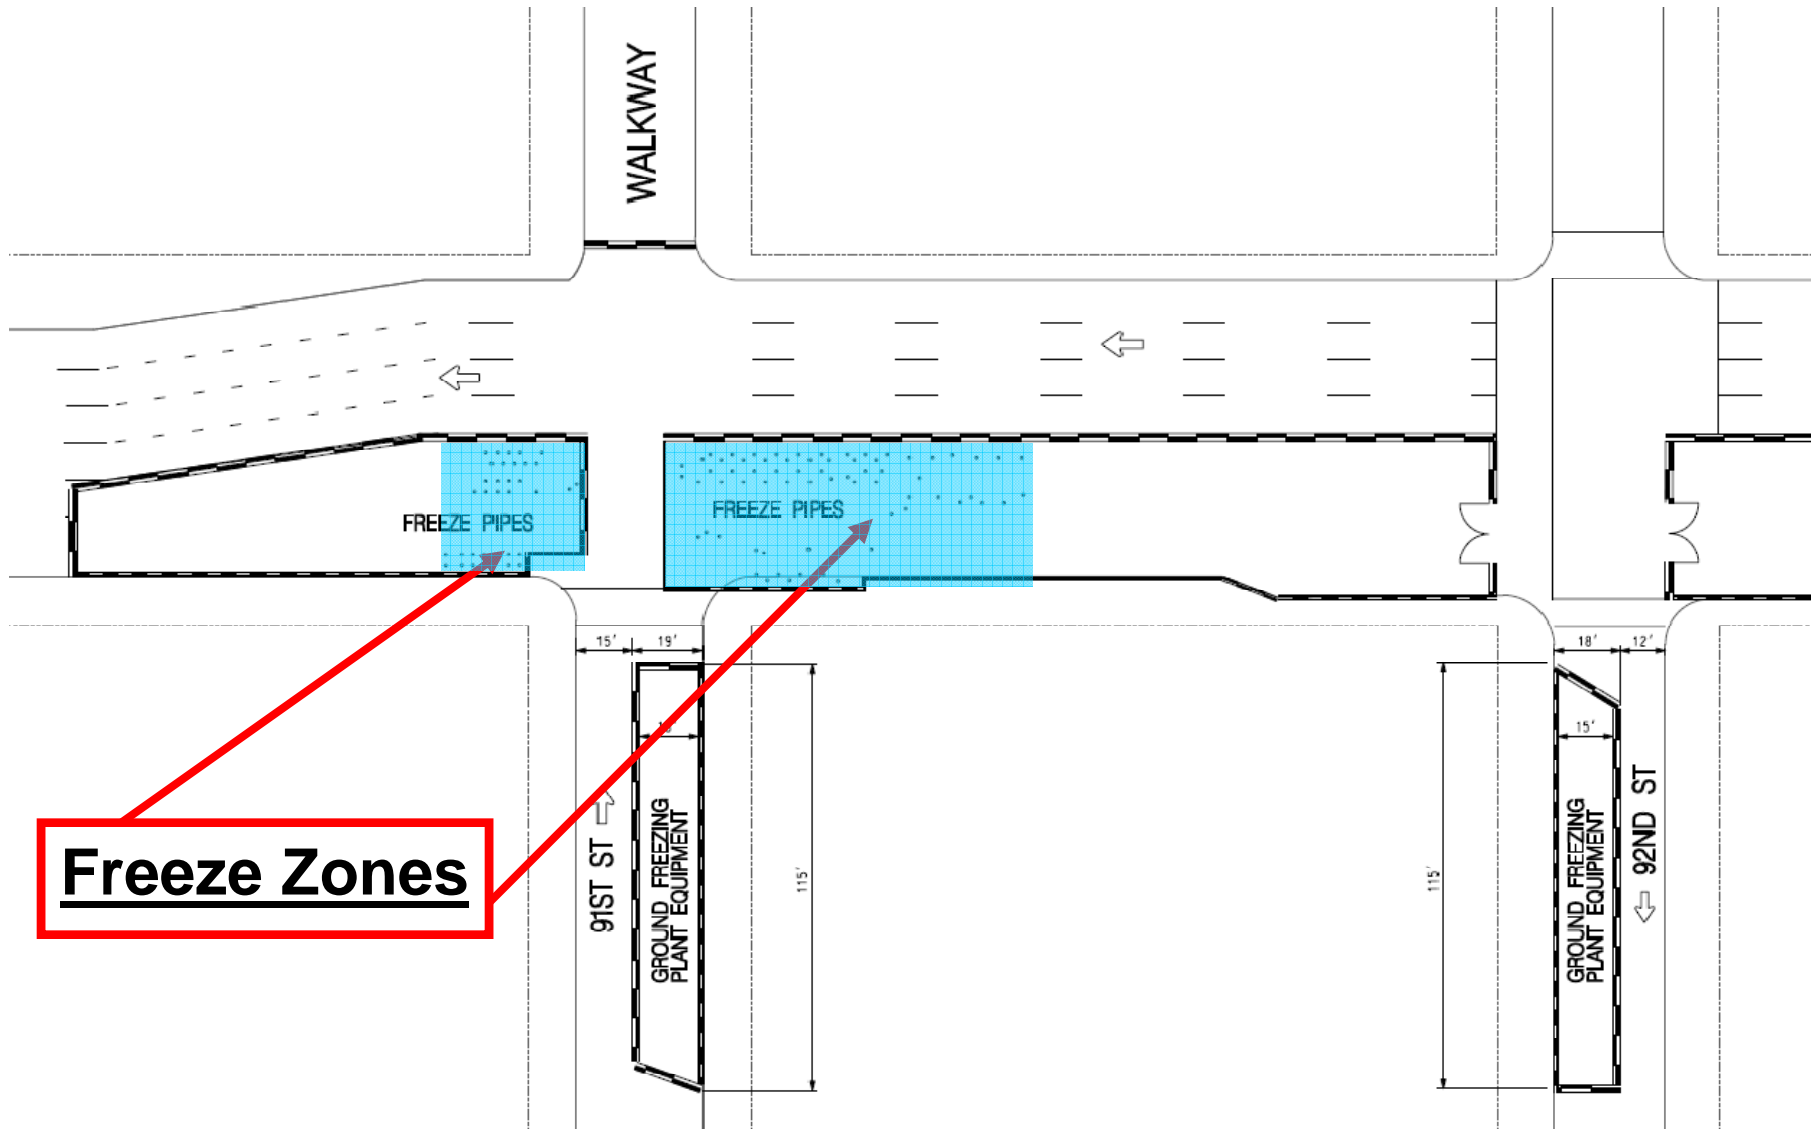 WALKWAY
FREEZE PIPES
FREEZE PIPES
15'
19'
18'
12'
15'
115'
115'
91ST ST
GROUND FREEZING
PLANT EQUIPMENT
GROUND FREEZING
PLANT EQUIPMENT
92ND ST
Freeze Zones